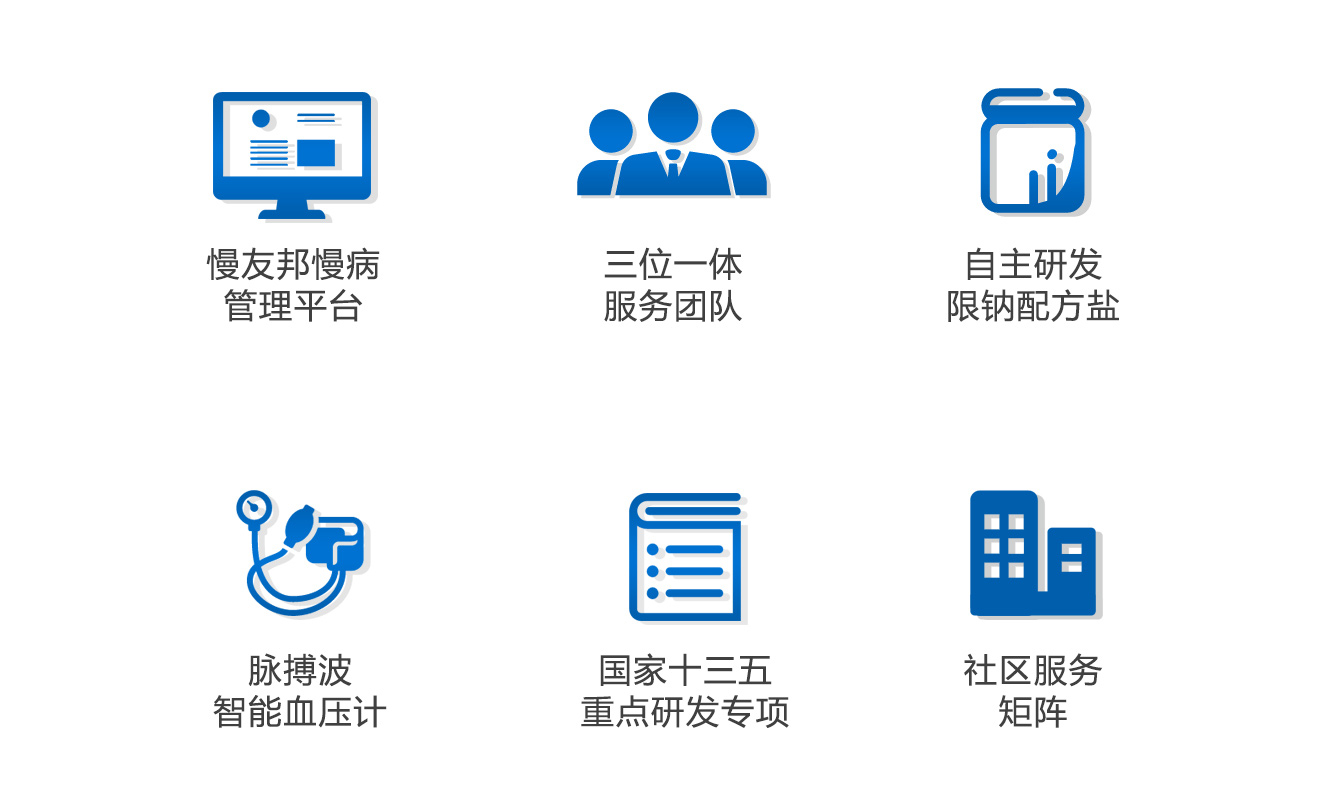 慢友邦慢病
管理平台
三位一体
服务团队
自主研发
限钠配方盐
脉搏波
智能血压计
国家十三五
重点研发专项
社区服务
矩阵